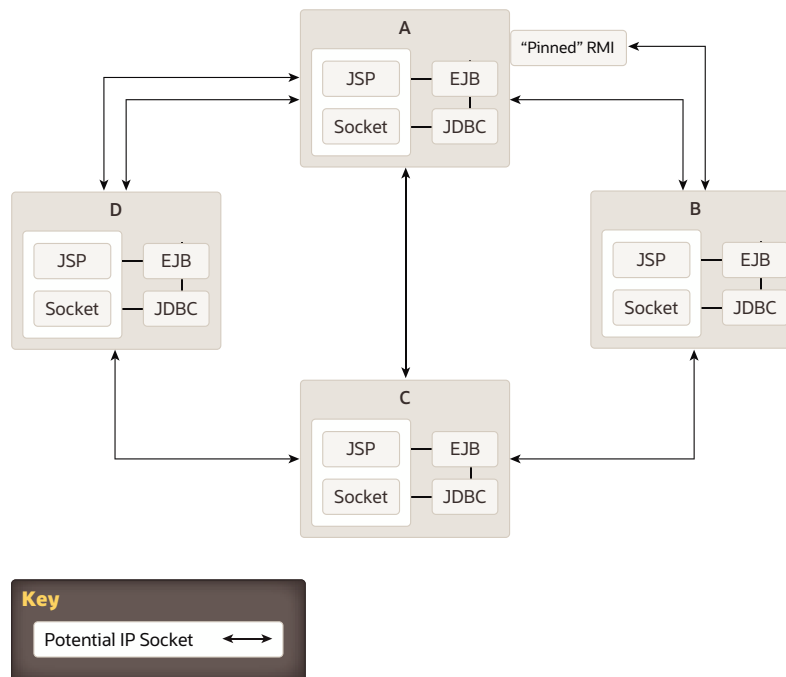 A
“Pinned” RMI
JSP
EJB
Socket
JDBC
D
JSP
EJB
Socket
JDBC
B
JSP
EJB
Socket
JDBC
C
JSP
EJB
Socket
JDBC
Key
Potential IP Socket